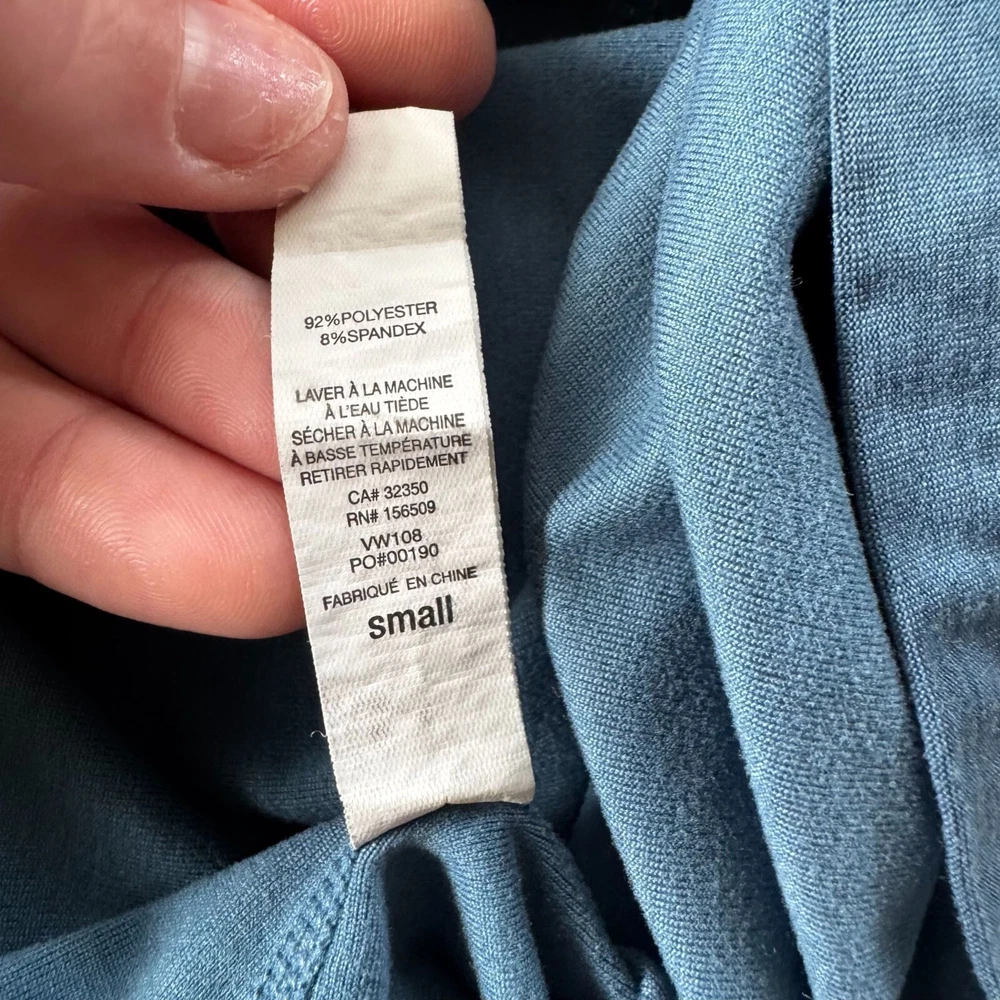 92%POLYESTER
8%SPANDEX
LAVER À LA MACHINE
À L'EAU TIÈDE
SÉCHER À LA MACHINE
À BASSE TEMPÉRATURE
RETIRER RAPIDEMENT
CA# 32350
RN# 156509
VW108
PO#00190
FABRIQUÉ EN CHINE
small